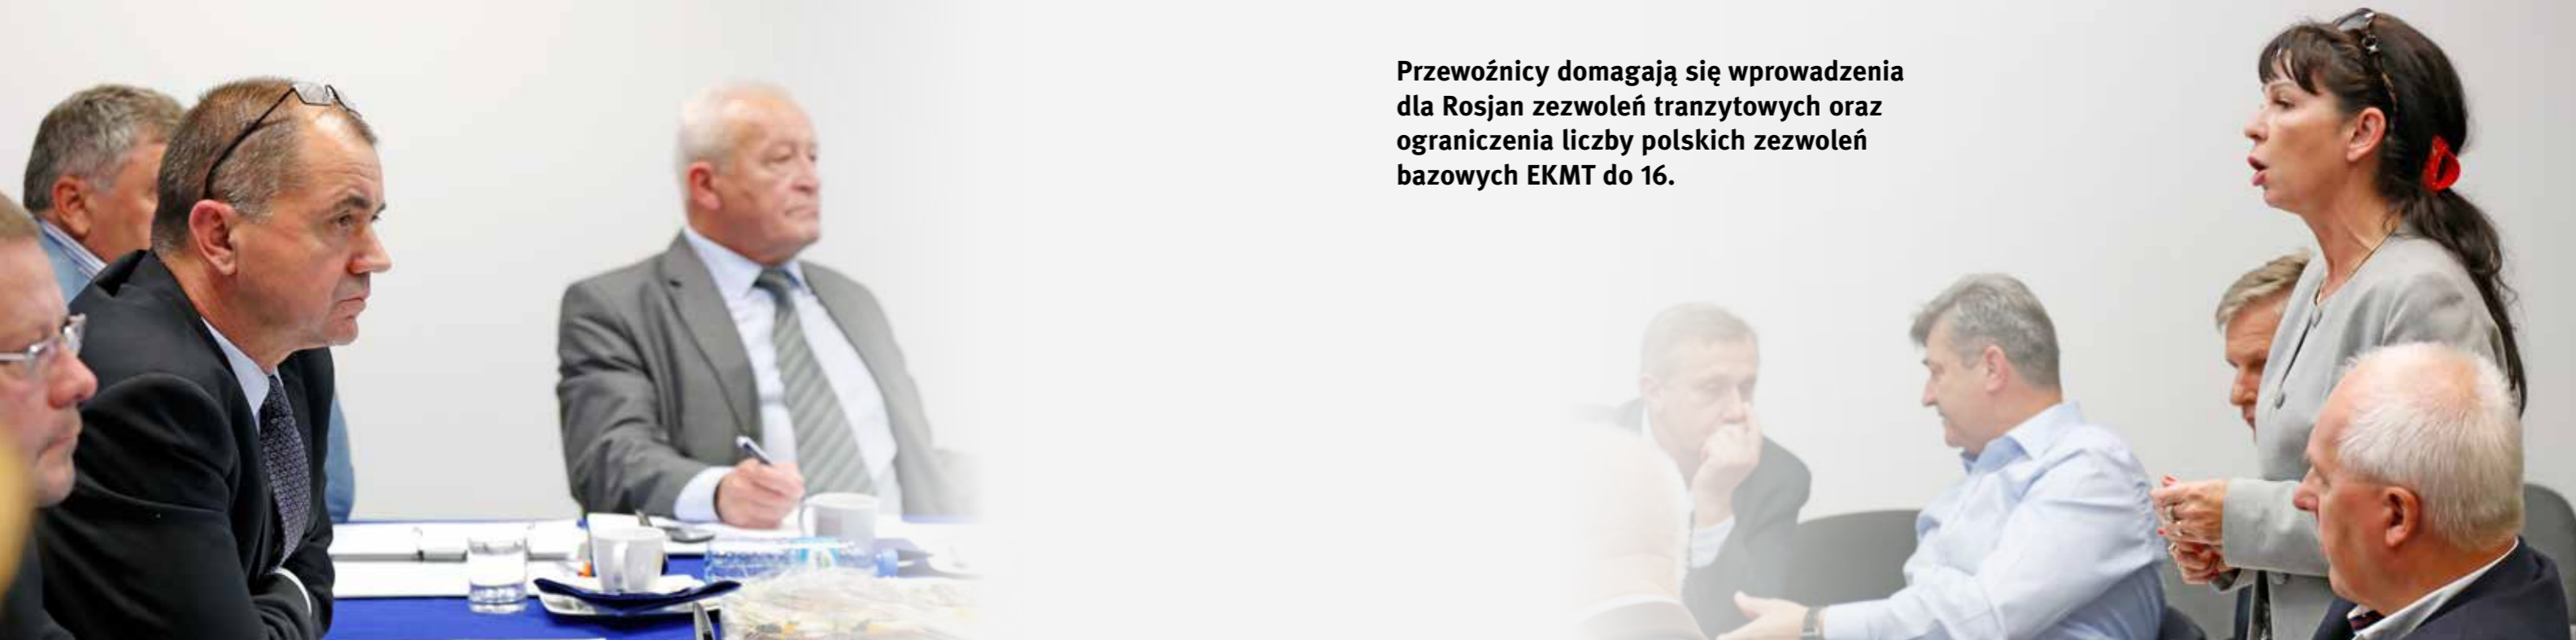 Przewoźnicy domagają się wprowadzenia
dla Rosjan zezwoleń tranzytowych oraz
ograniczenia liczby polskich zezwoleń
bazowych EKMT do 16.